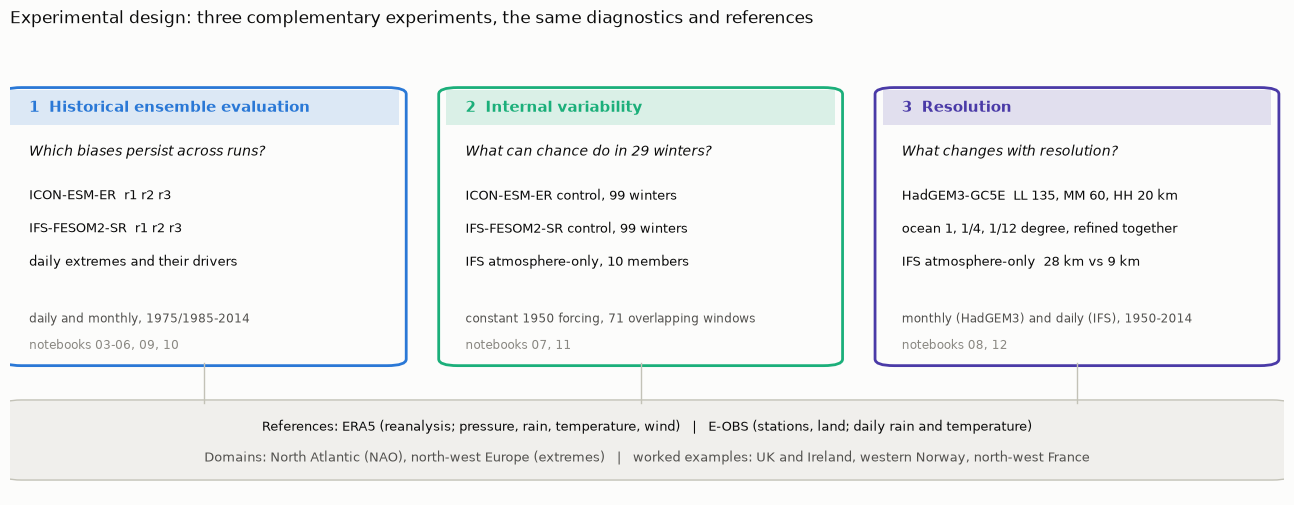 Experimental design: three complementary experiments, the same diagnostics and references
1 Historical ensemble evaluation
Which biases persist across runs?
ICON-ESM-ER r1 r2 r3
IFS-FESOM2-SR r1 r2 r3
daily extremes and their drivers
daily and monthly, 1975/1985-2014
notebooks 03-06, 09, 10
2 Internal variability
What can chance do in 29 winters?
ICON-ESM-ER control, 99 winters
IFS-FESOM2-SR control, 99 winters
IFS atmosphere-only, 10 members
constant 1950 forcing, 71 overlapping windows
notebooks 07, 11
3 Resolution
What changes with resolution?
HadGEM3-GC5E LL 135, MM 60, HH 20 km
ocean 1, 1/4, 1/12 degree, refined together
IFS atmosphere-only 28 km vs 9 km
monthly (HadGEM3) and daily (IFS), 1950-2014
notebooks 08, 12
References: ERA5 (reanalysis; pressure, rain, temperature, wind) | E-OBS (stations, land; daily rain and temperature)
Domains: North Atlantic (NAO), north-west Europe (extremes) | worked examples: UK and Ireland, western Norway, north-west France